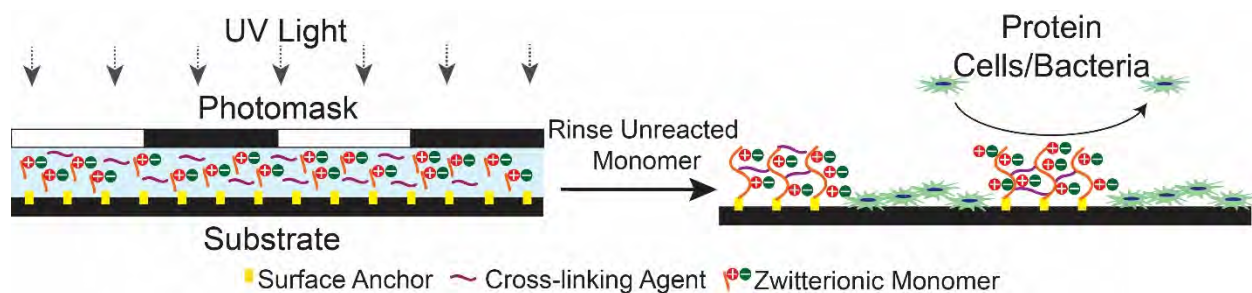 UV Light
Photomask
Substrate
Rinse Unreacted
Monomer
Protein
Cells/Bacteria
Surface Anchor
Cross-linking Agent
Zwitterionic Monomer